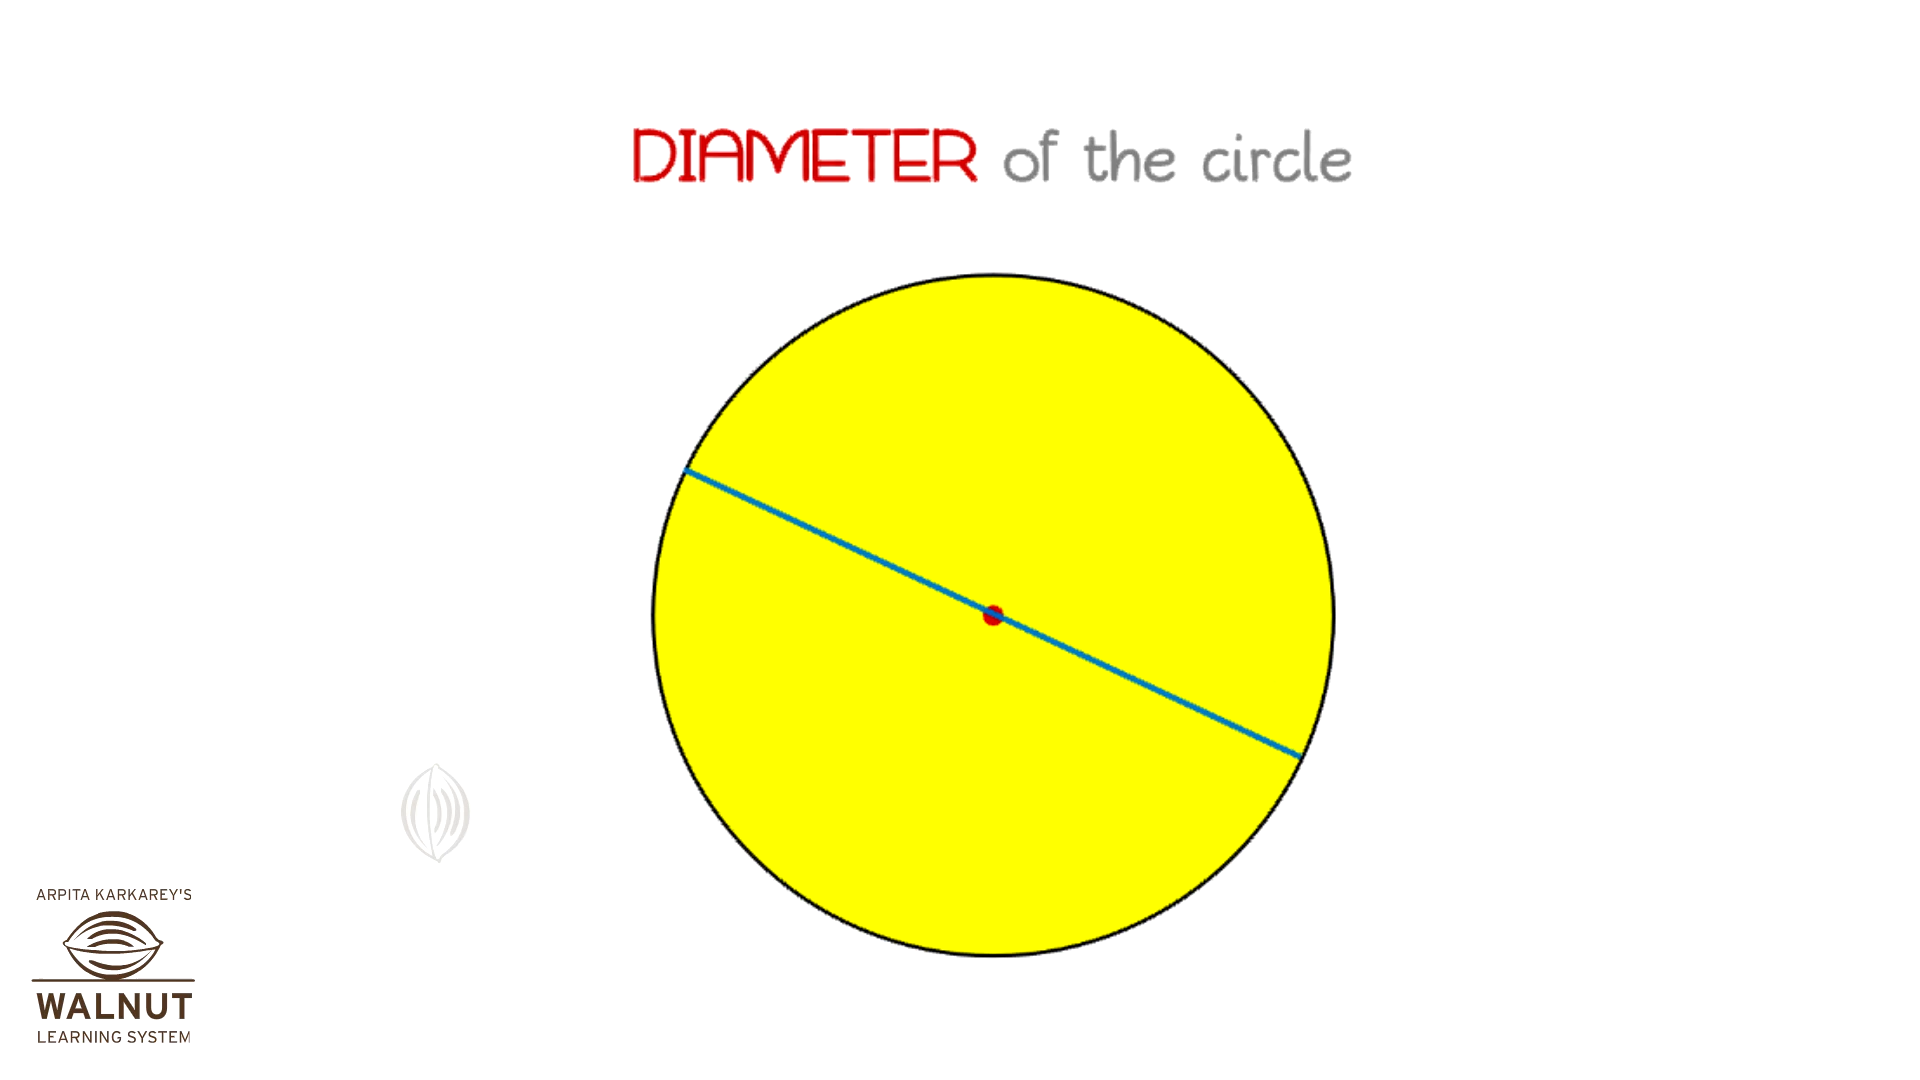 DIAMETER of the circle
ARPITA KARKAREY'S
WALNUT
LEARNING SYSTEM